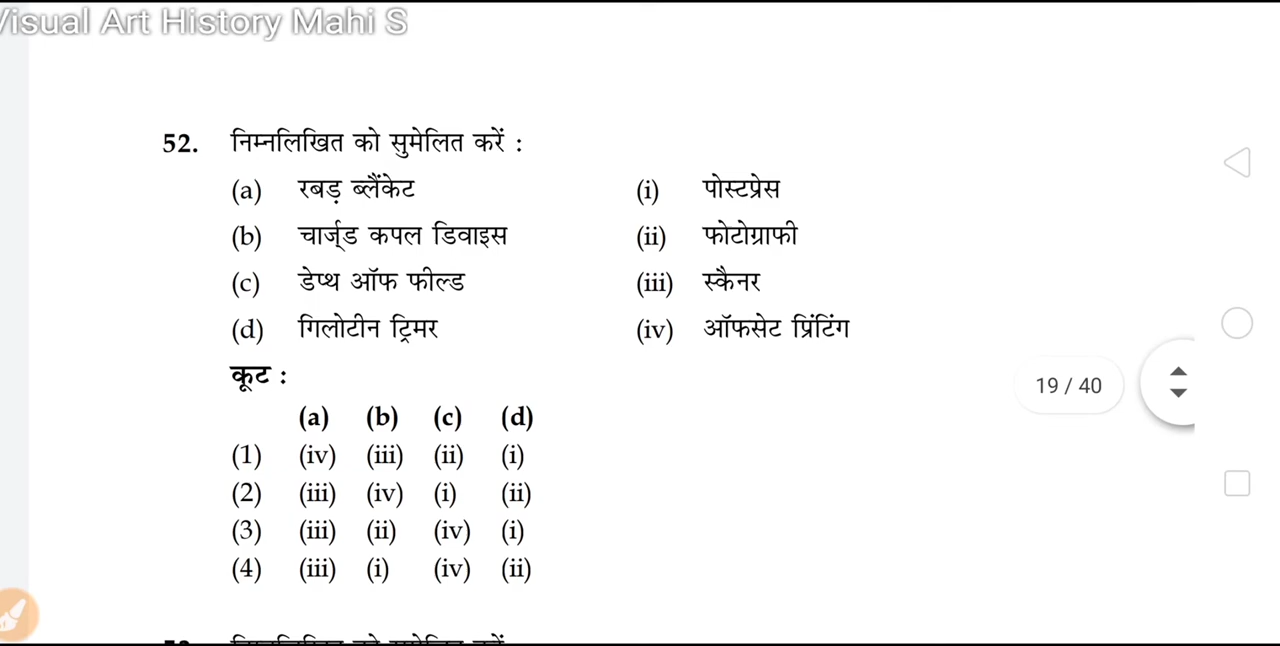 Visual Art History Mahi S
52. निम्नलिखित को सुमेलित करें :
(a) रबड़ ब्लैंकेट (i) पोस्टप्रेस
(b) चार्ज्ड कपल डिवाइस (ii) फोटोग्राफी
(c) डेप्थ ऑफ फील्ड (iii) स्कैनर
(d) गिलोटीन ट्रिमर (iv) ऑफसेट प्रिंटिंग
कूट :
19 / 40
(a) (b) (c) (d)
(1) (iv) (iii) (ii) (i)
(2) (iii) (iv) (i) (ii)
(3) (iii) (ii) (iv) (i)
(4) (iii) (i) (iv) (ii)